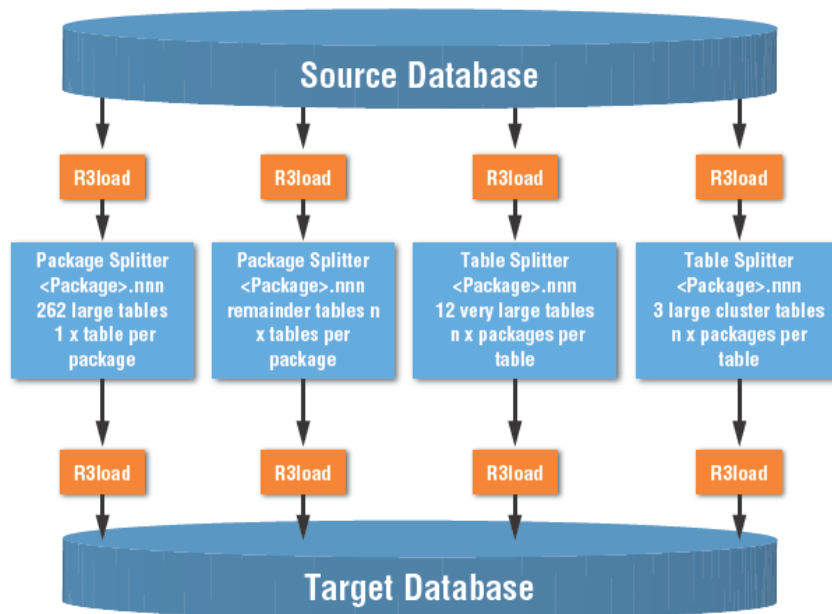 Source Database
R3load
R3load
R3load
R3load
Package Splitter
<Package>.nnn
262 large tables
1 x table per
package
Package Splitter
<Package>.nnn
remainder tables n
x tables per
package
Table Splitter
<Package>.nnn
12 very large tables
n x packages per
table
Table Splitter
<Package>.nnn
3 large cluster tables
n x packages per
table
R3load
R3load
R3load
R3load
Target Database